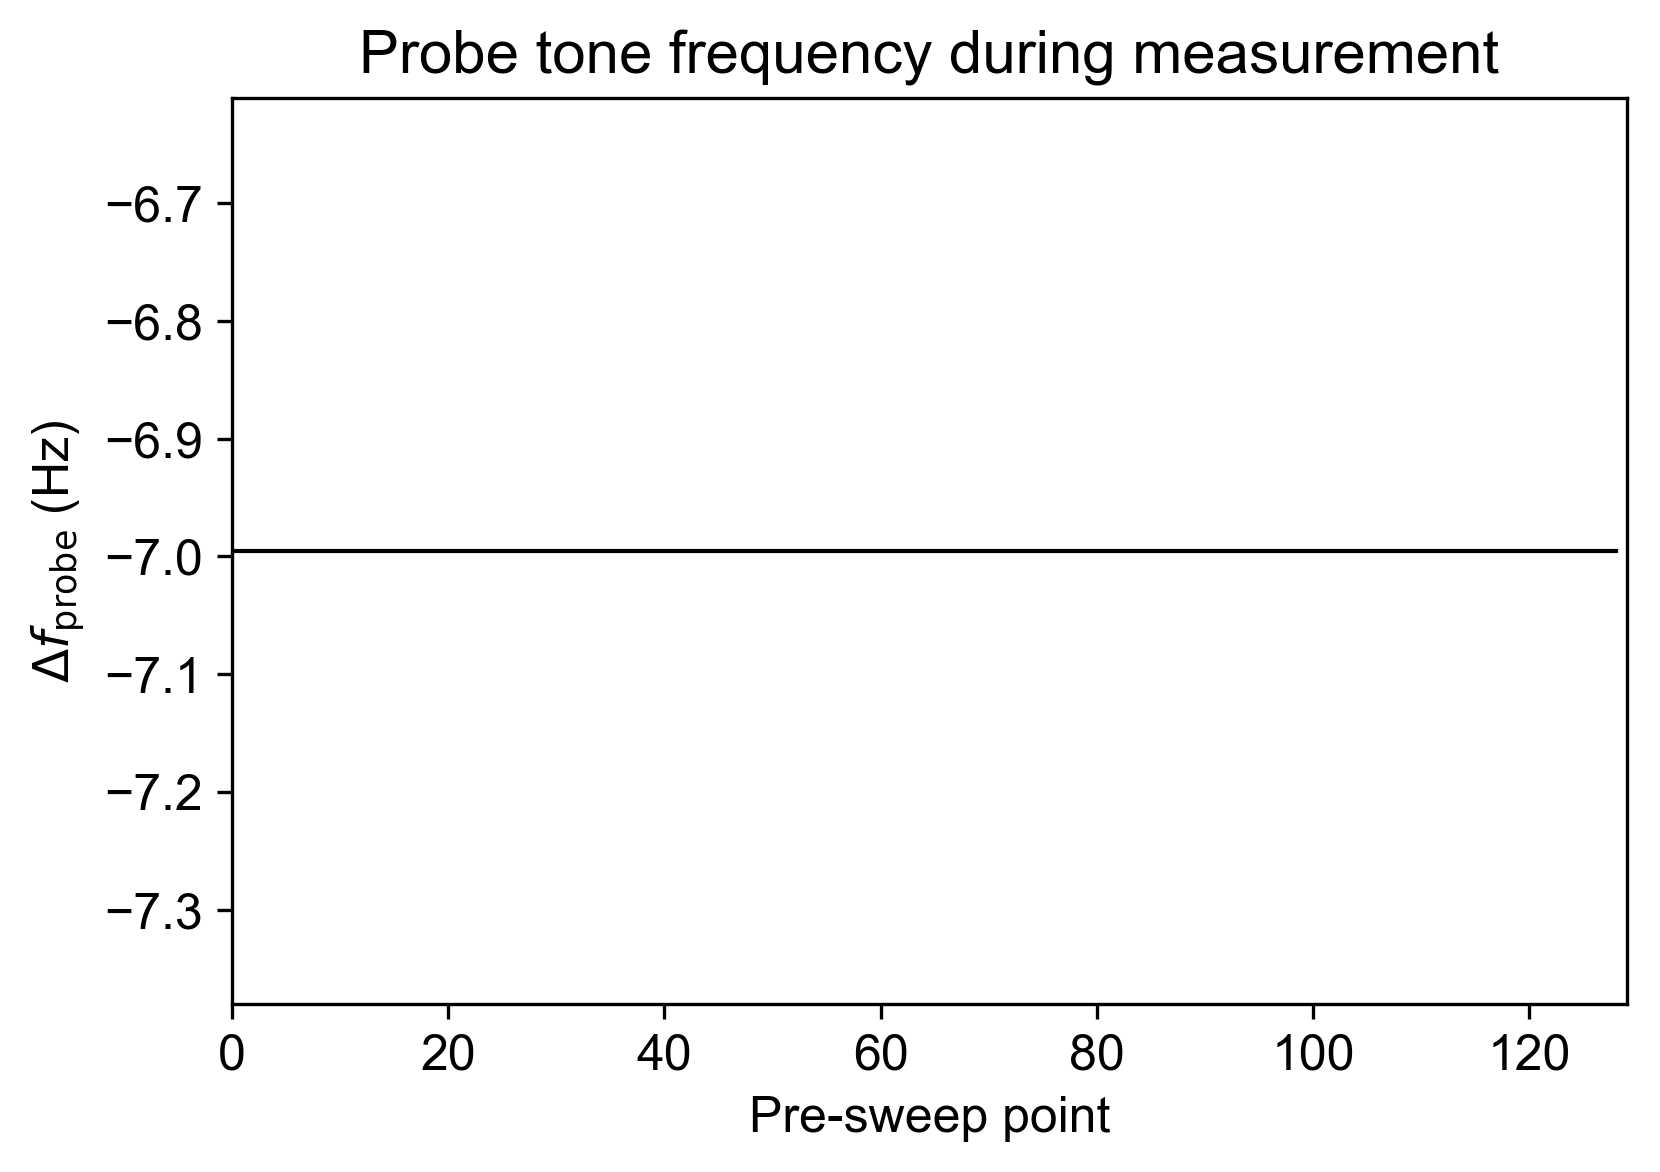 Probe tone frequency during measurement
−6.7
−6.8
−6.9
−7.0
−7.1
−7.2
−7.3
Δf_probe (Hz)
0 20 40 60 80 100 120
Pre-sweep point